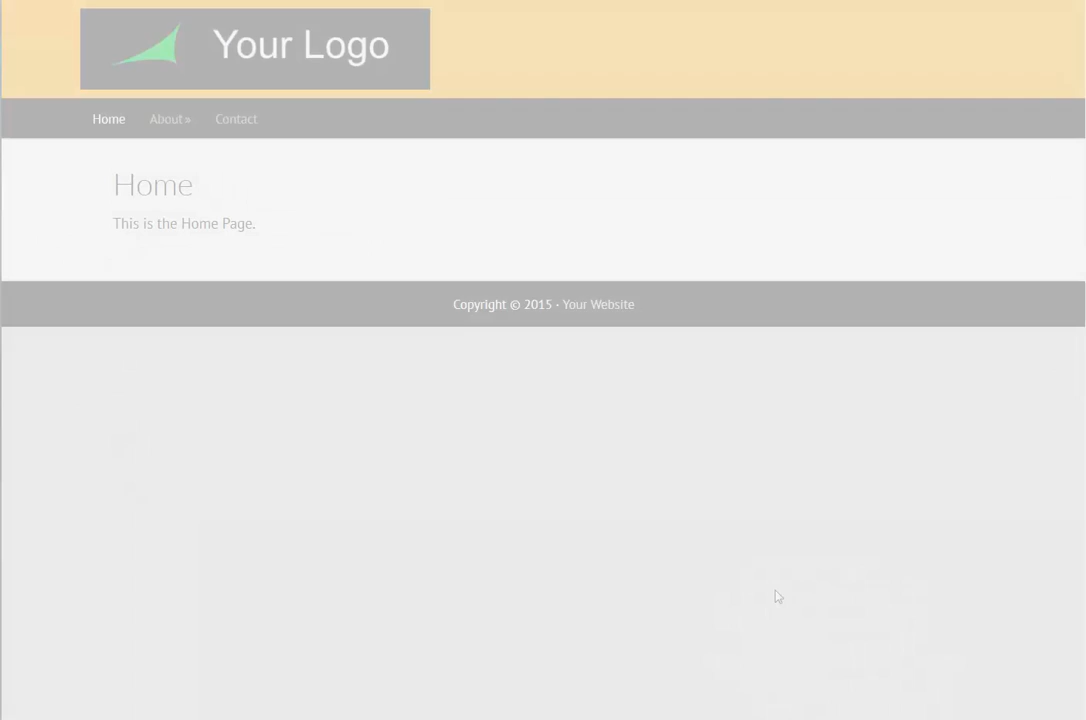 Your Logo
Home About » Contact
Home
This is the Home Page.
Copyright © 2015 · Your Website